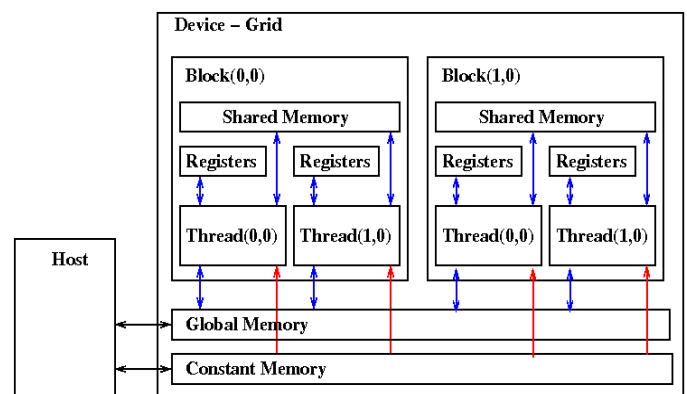 Device – Grid
Block(0,0)
Block(1,0)
Shared Memory
Shared Memory
Registers
Registers
Registers
Registers
Thread(0,0)
Thread(1,0)
Thread(0,0)
Thread(1,0)
Host
Global Memory
Constant Memory